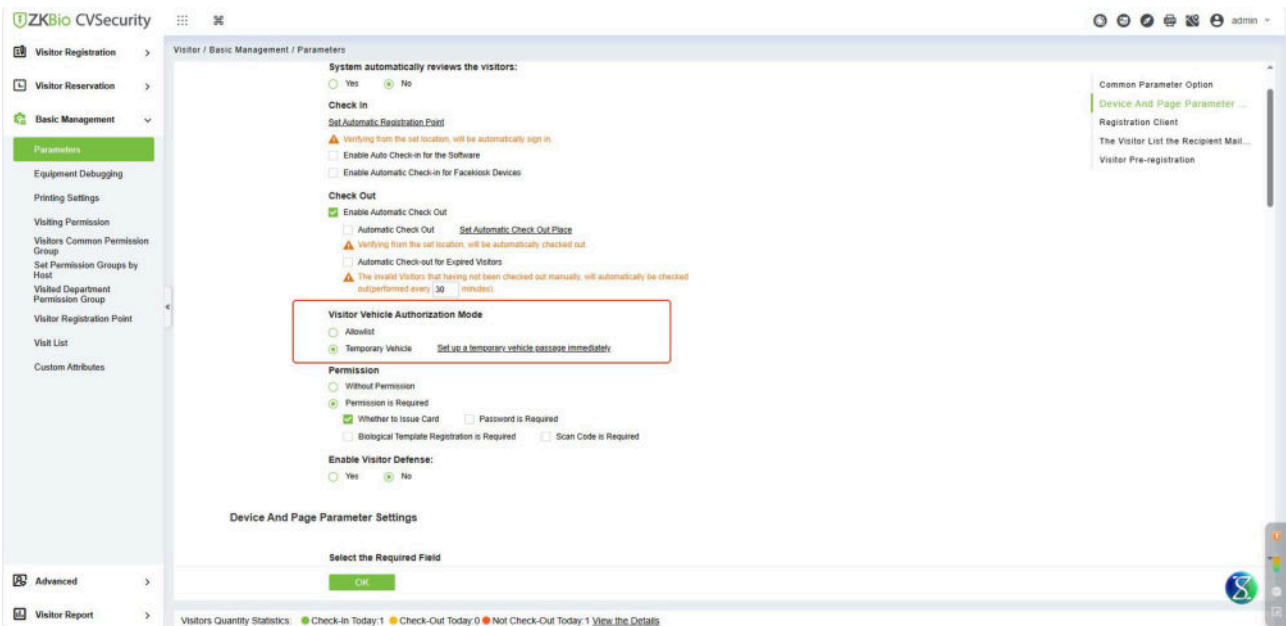 ZKBio CVSecurity
admin
Visitor Registration
Visitor Reservation
Basic Management
Parameters
Equipment Debugging
Printing Settings
Visiting Permission
Visitors Common Permission
Group
Set Permission Groups by
Host
Visited Department
Permission Group
Visitor Registration Point
Visit List
Custom Attributes
Advanced
Visitor Report
Visitor / Basic Management / Parameters
System automatically reviews the visitors:
Yes No
Check In
Set Automatic Registration Point
Verifying from the set location, will be automatically sign in.
Enable Auto Check-in for the Software
Enable Automatic Check-in for Facekiosk Devices
Check Out
Enable Automatic Check Out
Automatic Check Out Set Automatic Check Out Place
Verifying from the set location, will be automatically checked out.
Automatic Check-out for Expired Visitors
The invalid Visitors that having not been checked out manually, will automatically be checked
out(performed every 30 minutes).
Visitor Vehicle Authorization Mode
Allowlist
Temporary Vehicle Set up a temporary vehicle passage immediately
Permission
Without Permission
Permission is Required
Whether to Issue Card Password is Required
Biological Template Registration is Required Scan Code is Required
Enable Visitor Defense:
Yes No
Device And Page Parameter Settings
Select the Required Field
OK
Common Parameter Option
Device And Page Parameter ...
Registration Client
The Visitor List the Recipient Mail...
Visitor Pre-registration
Visitors Quantity Statistics: Check-In Today:1 Check-Out Today:0 Not Check-Out Today:1 View the Details